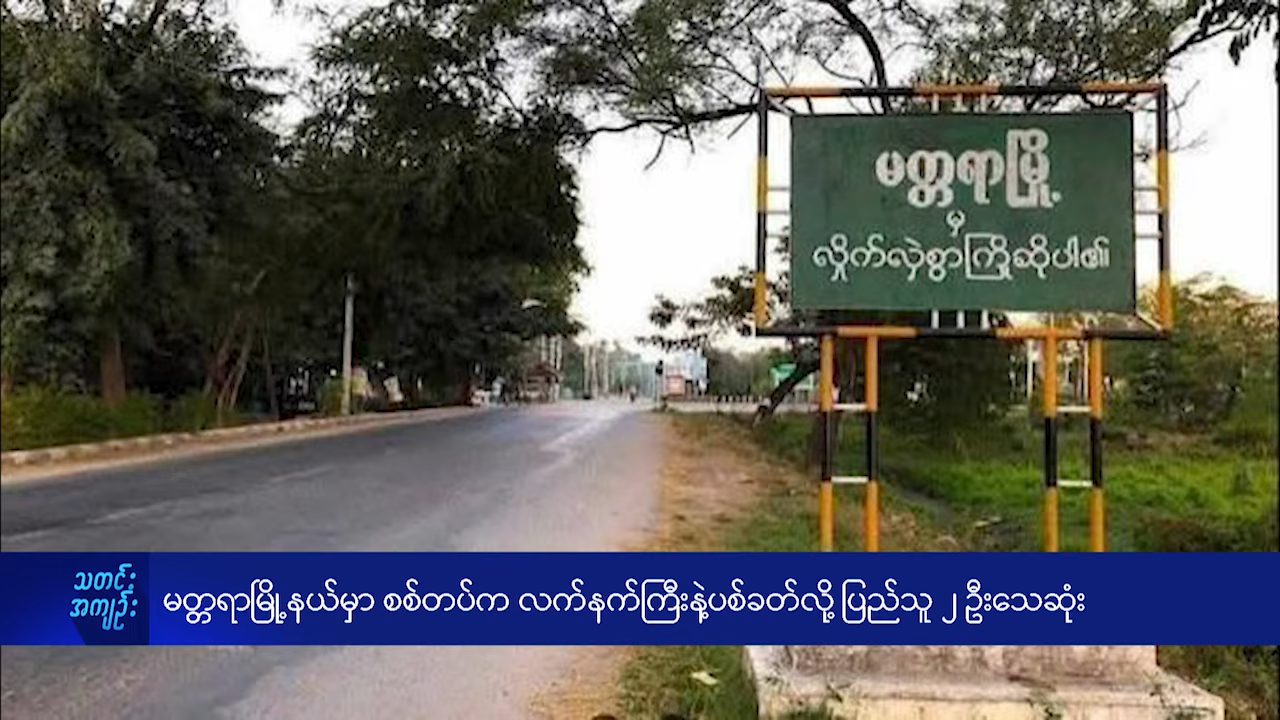 မတ္တရာမြို့
မှ
လှိုက်လှဲစွာကြိုဆိုပါ၏။
သတင်း
အကျဉ်း
မတ္တရာမြို့နယ်မှာ စစ်တပ်က လက်နက်ကြီးနဲ့ပစ်ခတ်လို့ ပြည်သူ ၂ ဦးသေဆုံး